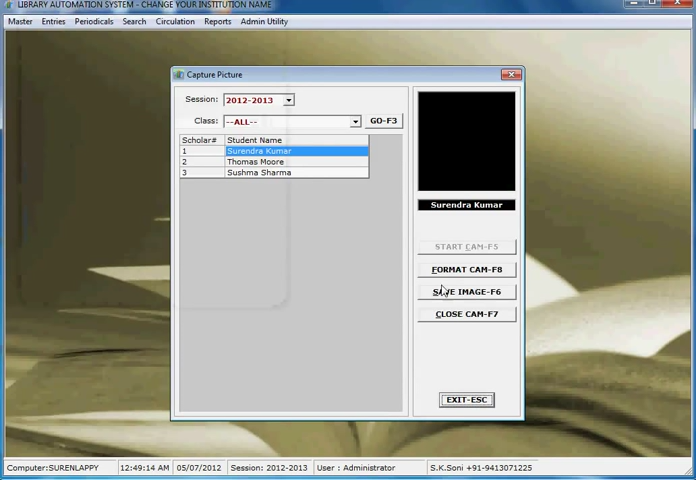 LIBRARY AUTOMATION SYSTEM - CHANGE YOUR INSTITUTION NAME
Master Entries Periodicals Search Circulation Reports Admin Utility
Capture Picture
Session: 2012-2013
Class: --ALL-- GO-F3
Scholar# Student Name
1 Surendra Kumar
2 Thomas Moore
3 Sushma Sharma
Surendra Kumar
START CAM-F5
FORMAT CAM-F8
SAVE IMAGE-F6
CLOSE CAM-F7
EXIT-ESC
Computer:SURENLAPPY 12:49:14 AM 05/07/2012 Session: 2012-2013 User : Administrator S.K.Soni +91-9413071225